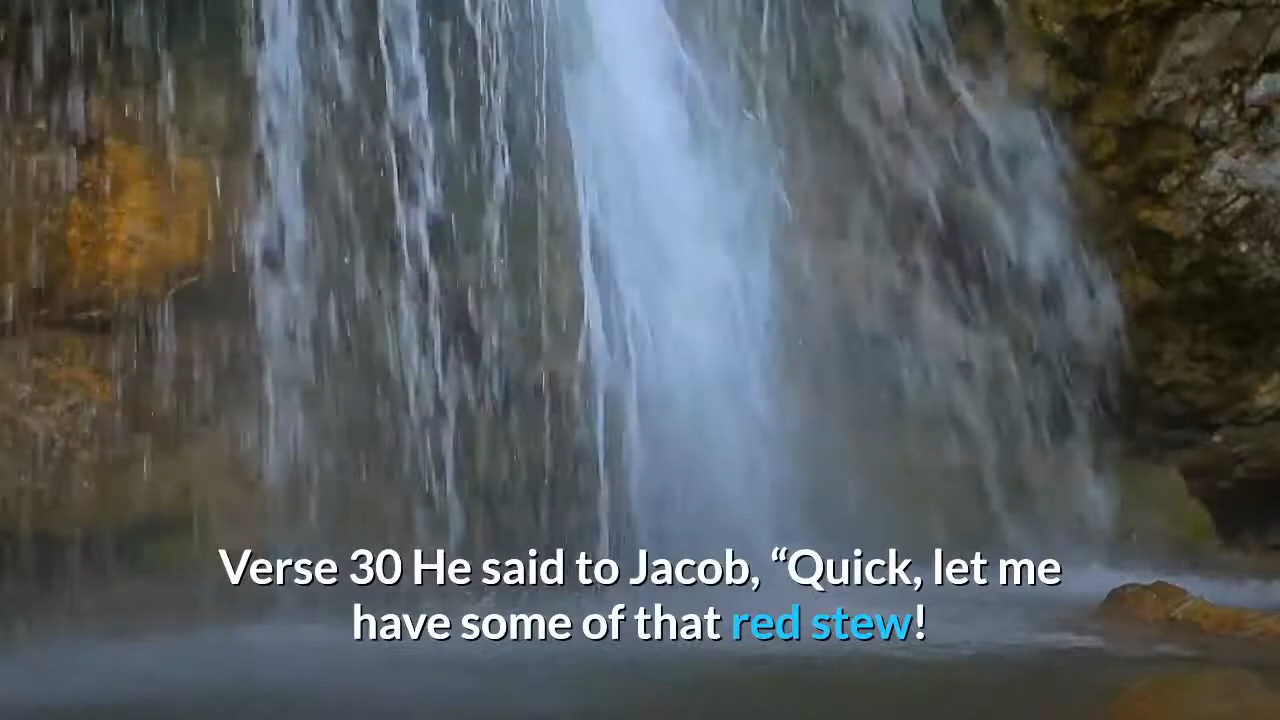 Verse 30 He said to Jacob, “Quick, let me
have some of that red stew!